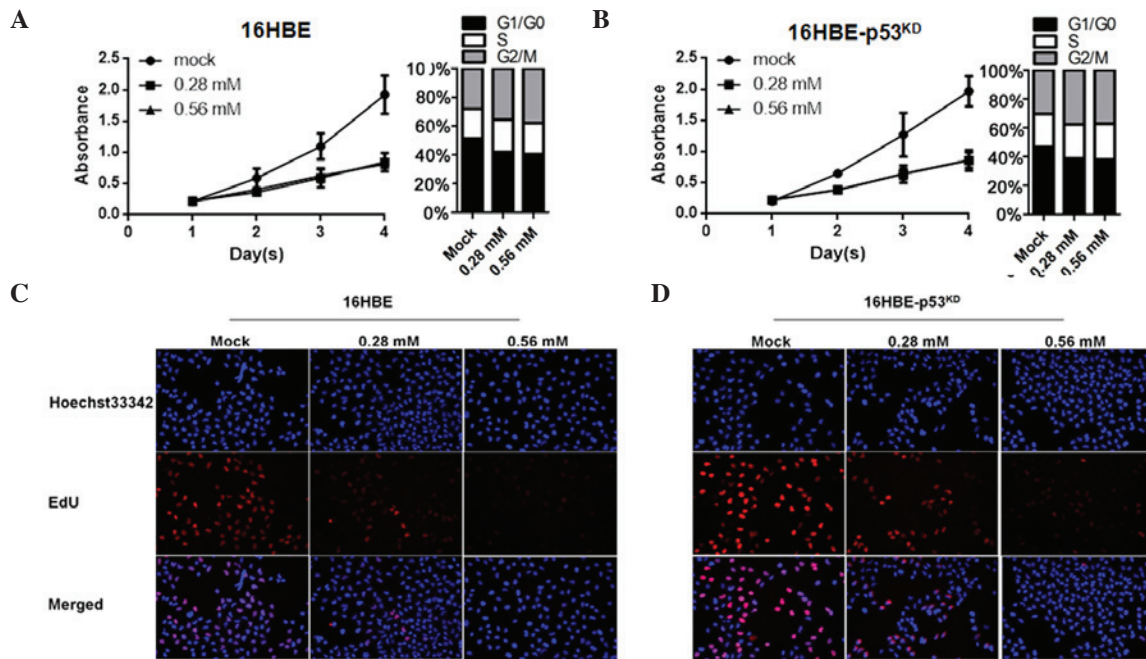 A
16HBE
mock
0.28 mM
0.56 mM
Absorbance
2.5
2.0
1.5
1.0
0.5
0.0
0
1
2
3
4
Day(s)
G1/G0
S
G2/M
10 )%
80%
60%
40%
20%
0%
Mock
0.28 mM
0.56 mM
B
16HBE-p53KD
mock
0.28 mM
0.56 mM
Absorbance
2.5
2.0
1.5
1.0
0.5
0.0
0
1
2
3
4
Day(s)
G1/G0
S
G2/M
100%
80%
60%
40%
20%
0%
Mock
0.28 mM
0.56 mM
C
16HBE
Mock
0.28 mM
0.56 mM
Hoechst33342
EdU
Merged
D
16HBE-p53KD
Mock
0.28 mM
0.56 mM